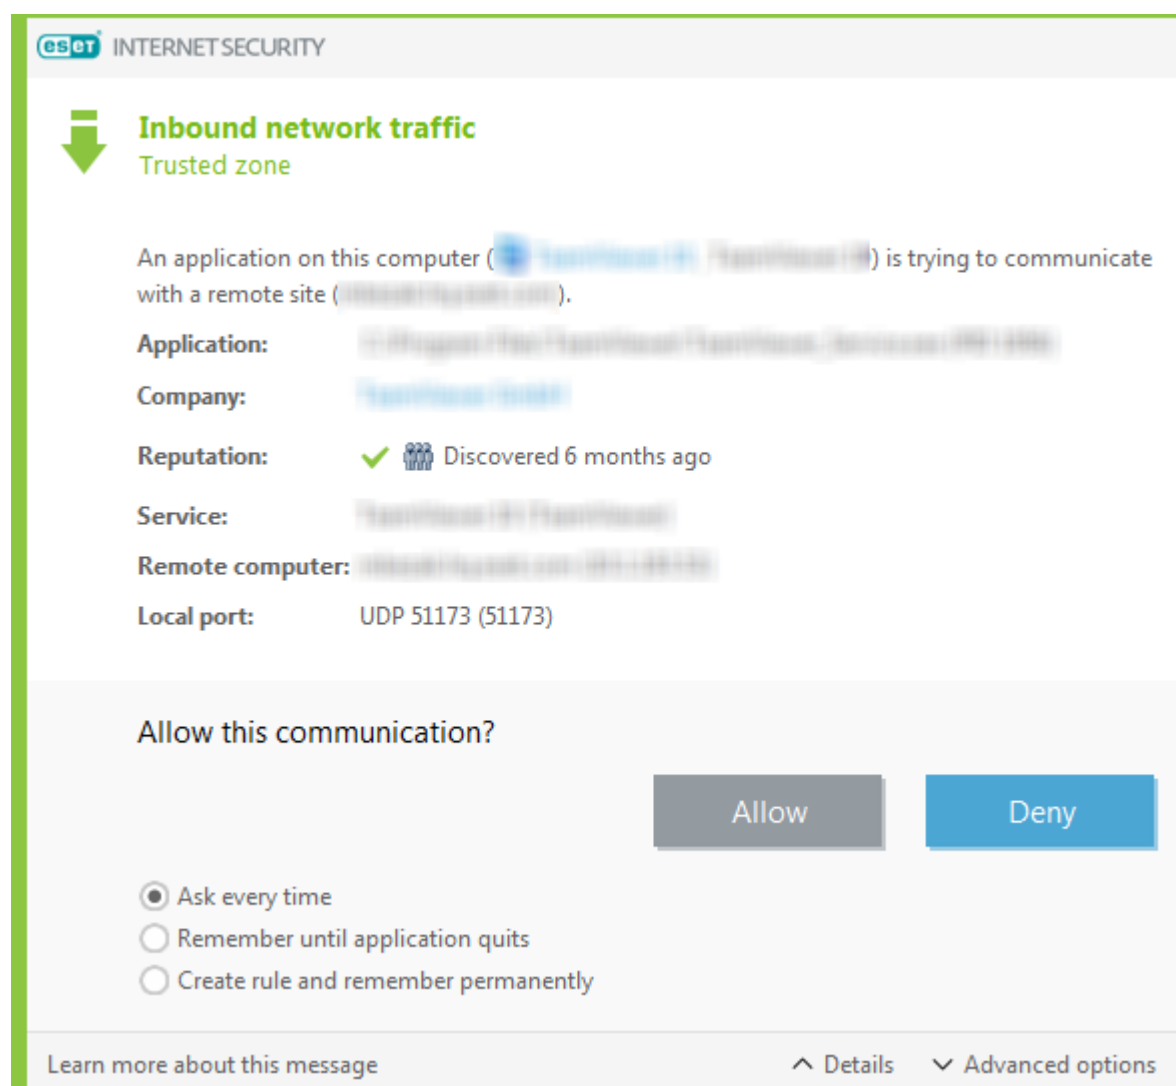 eset INTERNET SECURITY
Inbound network traffic
Trusted zone
An application on this computer ( ) is trying to communicate
with a remote site ( ).
Application:
Company:
Reputation: Discovered 6 months ago
Service:
Remote computer:
Local port: UDP 51173 (51173)
Allow this communication?
Allow Deny
Ask every time
Remember until application quits
Create rule and remember permanently
Learn more about this message Details Advanced options